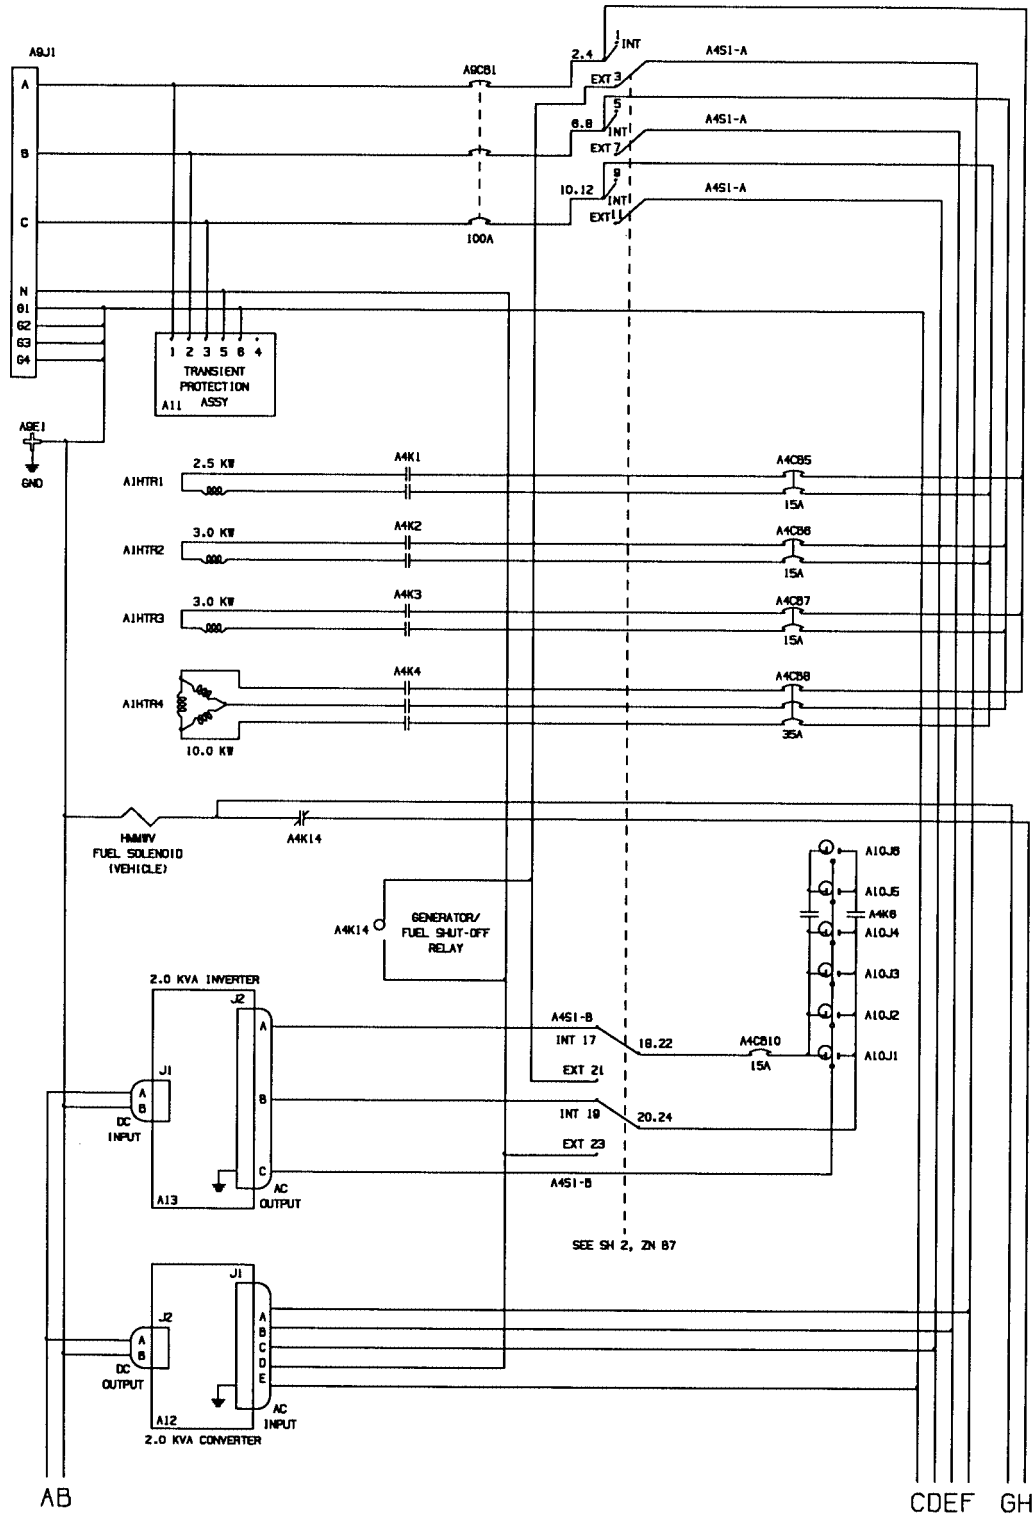 A9J1
A
B
C
N
G1
G2
G3
G4
A9E1
GND
1 2 3 5 6 4
TRANSIENT
PROTECTION
ASSY
A11
A9CB1
100A
2.4
1
INT
EXT 3
A4S1-A
6.8
5
INT
EXT 7
A4S1-A
10.12
9
INT
EXT 11
A4S1-A
A1HTR1
2.5 KW
A4K1
A4CB5
15A
A1HTR2
3.0 KW
A4K2
A4CB6
15A
A1HTR3
3.0 KW
A4K3
A4CB7
15A
A1HTR4
10.0 KW
A4K4
A4CB8
35A
HMMWV
FUEL SOLENOID
(VEHICLE)
A4K14
A4K14
GENERATOR/
FUEL SHUT-OFF
RELAY
A10J6
A10J5
A4K6
A10J4
A10J3
A10J2
A10J1
2.0 KVA INVERTER
J2
A
B
C
J1
A
B
DC
INPUT
A13
AC
OUTPUT
A4S1-B
INT 17
18.22
EXT 21
A4CB10
15A
INT 19
20.24
EXT 23
A4S1-B
SEE SH 2, ZN B7
J1
A
B
C
D
E
J2
A
B
DC
OUTPUT
A12
AC
INPUT
2.0 KVA CONVERTER
AB
CDEF
GH